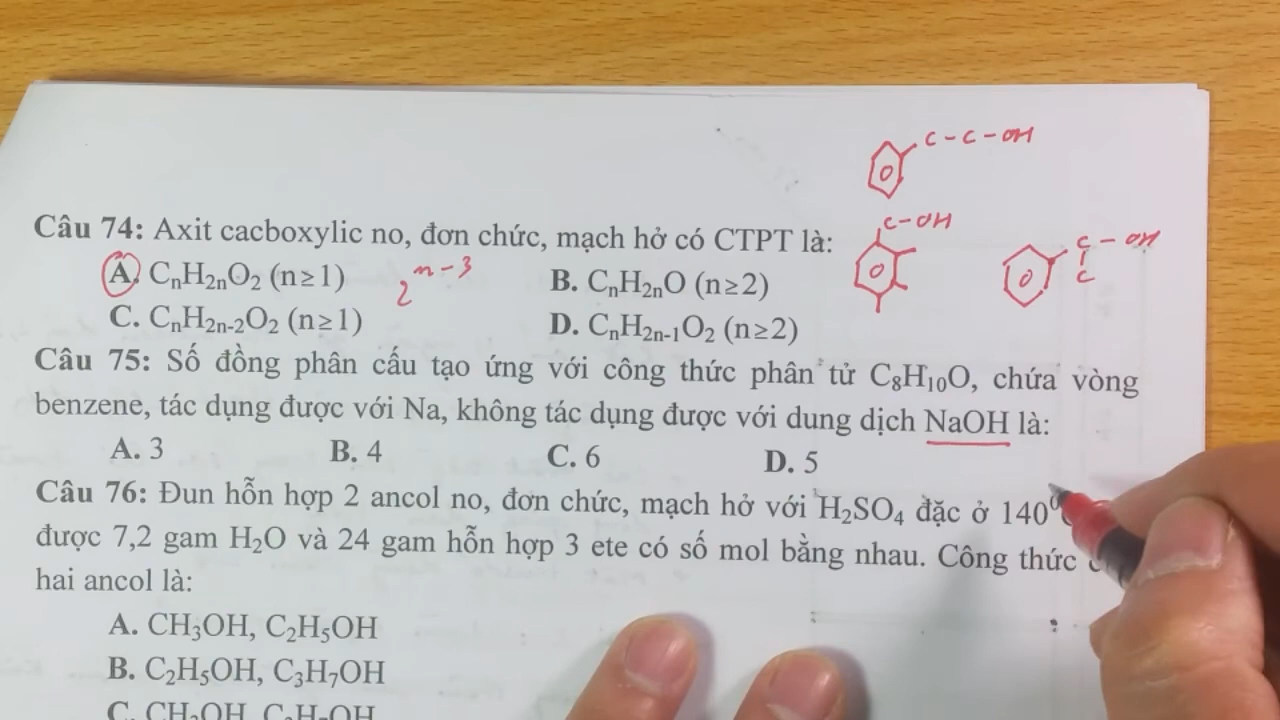 C - C - OH
C - OH
C - OH
C
Câu 74: Axit cacboxylic no, đơn chức, mạch hở có CTPT là:
A. CnH2nO2 (n≥1) 2^n-3 B. CnH2nO (n≥2)
C. CnH2n-2O2 (n≥1) D. CnH2n-1O2 (n≥2)
Câu 75: Số đồng phân cấu tạo ứng với công thức phân tử C8H10O, chứa vòng
benzene, tác dụng được với Na, không tác dụng được với dung dịch NaOH là:
A. 3 B. 4 C. 6 D. 5
Câu 76: Đun hỗn hợp 2 ancol no, đơn chức, mạch hở với H2SO4 đặc ở 140⁰
được 7,2 gam H2O và 24 gam hỗn hợp 3 ete có số mol bằng nhau. Công thức
hai ancol là:
A. CH3OH, C2H5OH
B. C2H5OH, C3H7OH
C. CH3OH, C3H7OH